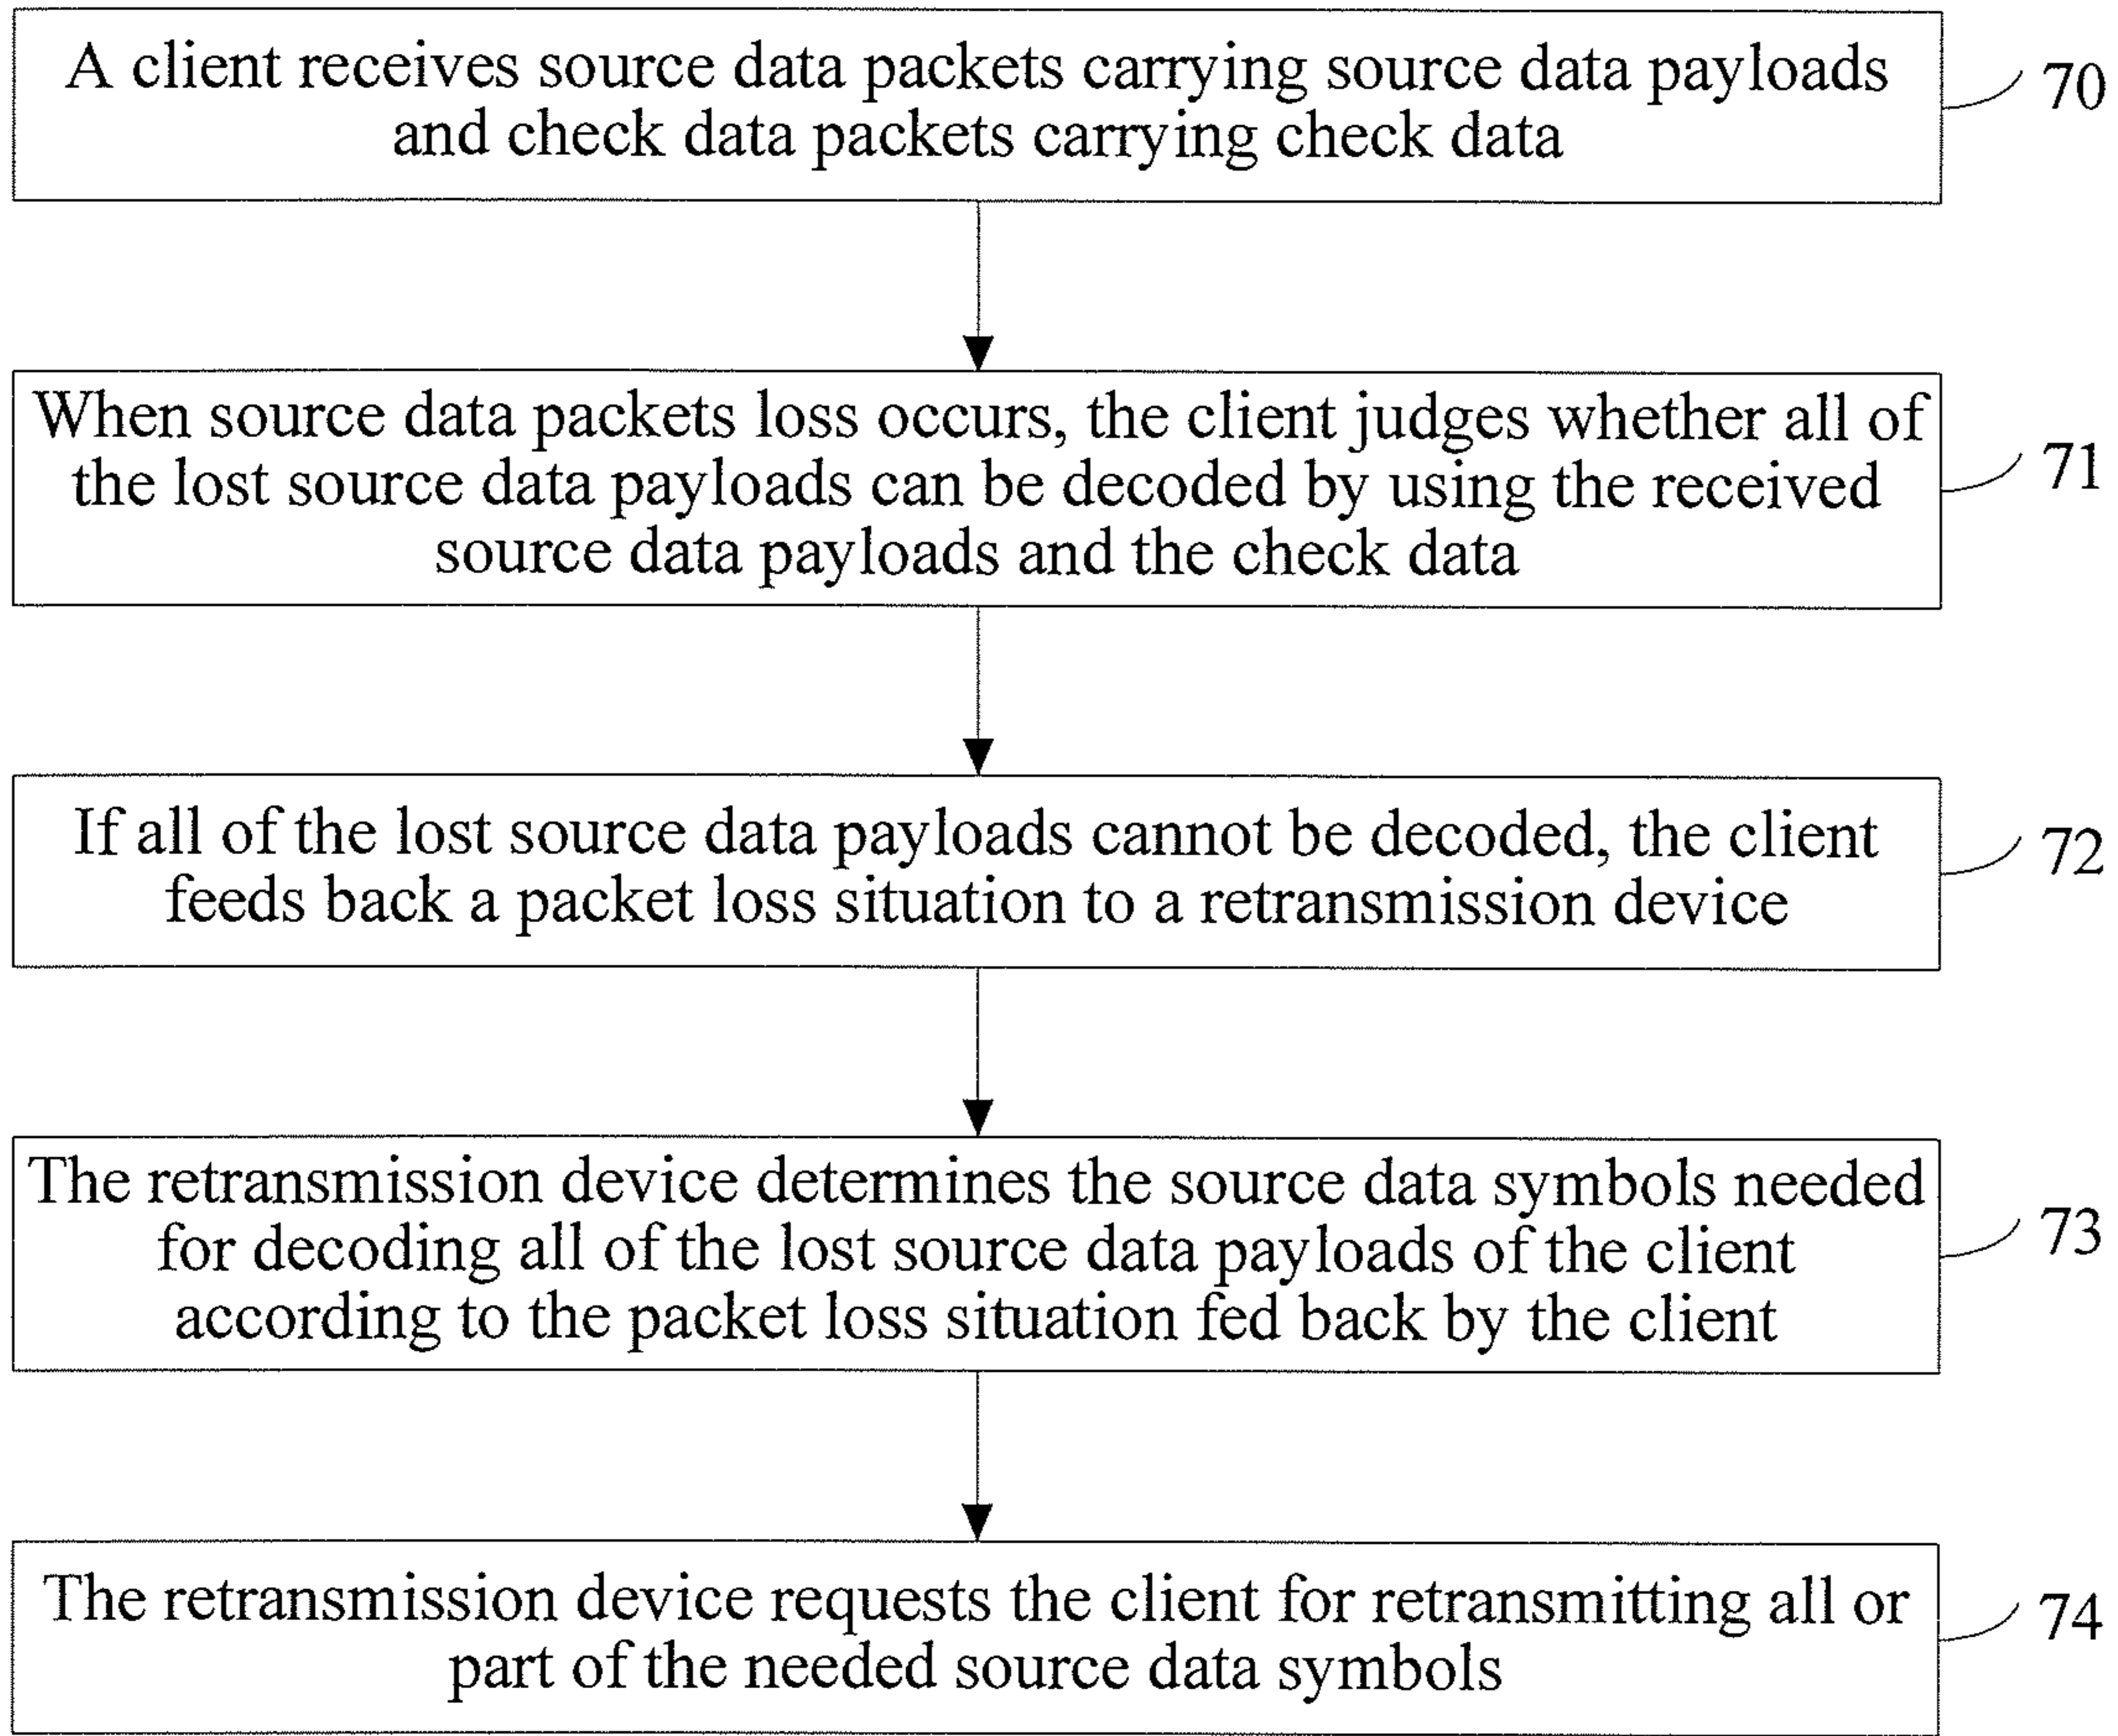 A client receives source data packets carrying source data payloads
and check data packets carrying check data
70
When source data packets loss occurs, the client judges whether all of
the lost source data payloads can be decoded by using the received
source data payloads and the check data
71
If all of the lost source data payloads cannot be decoded, the client
feeds back a packet loss situation to a retransmission device
72
The retransmission device determines the source data symbols needed
for decoding all of the lost source data payloads of the client
according to the packet loss situation fed back by the client
73
The retransmission device requests the client for retransmitting all or
part of the needed source data symbols
74